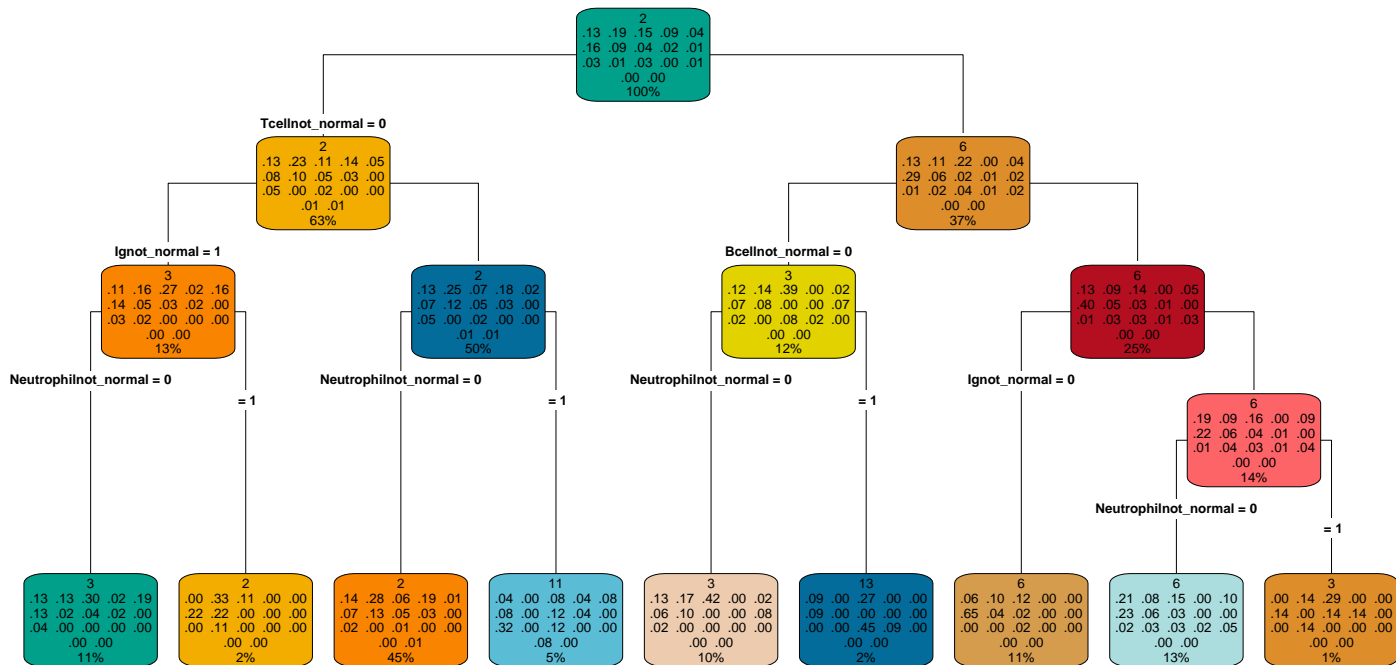 2
.13 .19 .15 .09 .04
.16 .09 .04 .02 .01
.03 .01 .03 .00 .01
.00 .00
100%
Tcellnot_normal = 0
2
.13 .23 .11 .14 .05
.08 .10 .05 .03 .00
.05 .00 .02 .00 .00
.01 .01
63%
6
.13 .11 .22 .00 .04
.29 .06 .02 .01 .02
.01 .02 .04 .01 .02
.00 .00
37%
Ignot_normal = 1
3
.11 .16 .27 .02 .16
.14 .05 .03 .02 .00
.03 .02 .00 .00 .00
.00 .00
13%
2
.13 .25 .07 .18 .02
.07 .12 .05 .03 .00
.05 .00 .02 .00 .00
.01 .01
50%
Bcellnot_normal = 0
3
.12 .14 .39 .00 .02
.07 .08 .00 .00 .07
.02 .00 .08 .02 .00
.00 .00
12%
6
.13 .09 .14 .00 .05
.40 .05 .03 .01 .00
.01 .03 .03 .01 .03
.00 .00
25%
Neutrophilnot_normal = 0
= 1
Neutrophilnot_normal = 0
= 1
Neutrophilnot_normal = 0
= 1
Ignot_normal = 0
6
.19 .09 .16 .00 .09
.22 .06 .04 .01 .00
.01 .04 .03 .01 .04
.00 .00
14%
Neutrophilnot_normal = 0
= 1
3
.13 .13 .30 .02 .19
.13 .02 .04 .02 .00
.04 .00 .00 .00 .00
.00 .00
11%
2
.00 .33 .11 .00 .00
.22 .22 .00 .00 .00
.00 .11 .00 .00 .00
.00 .00
2%
2
.14 .28 .06 .19 .01
.07 .13 .05 .03 .00
.02 .00 .01 .00 .00
.00 .01
45%
11
.04 .00 .08 .04 .08
.08 .00 .12 .04 .00
.32 .00 .12 .00 .00
.08 .00
5%
3
.13 .17 .42 .00 .02
.06 .10 .00 .00 .08
.02 .00 .00 .00 .00
.00 .00
10%
13
.09 .00 .27 .00 .00
.09 .00 .00 .00 .00
.00 .00 .45 .09 .00
.00 .00
2%
6
.06 .10 .12 .00 .00
.65 .04 .02 .00 .00
.00 .02 .00 .00 .00
.00 .00
11%
6
.21 .08 .15 .00 .10
.23 .06 .03 .00 .00
.02 .03 .03 .02 .05
.00 .00
13%
3
.00 .14 .29 .00 .00
.14 .00 .14 .14 .00
.00 .14 .00 .00 .00
.00 .00
1%